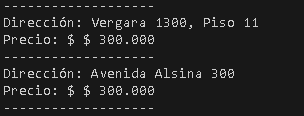 -------------------
Dirección: Vergara 1300, Piso 11
Precio: $ $ 300.000
-------------------
Dirección: Avenida Alsina 300
Precio: $ $ 300.000
-------------------